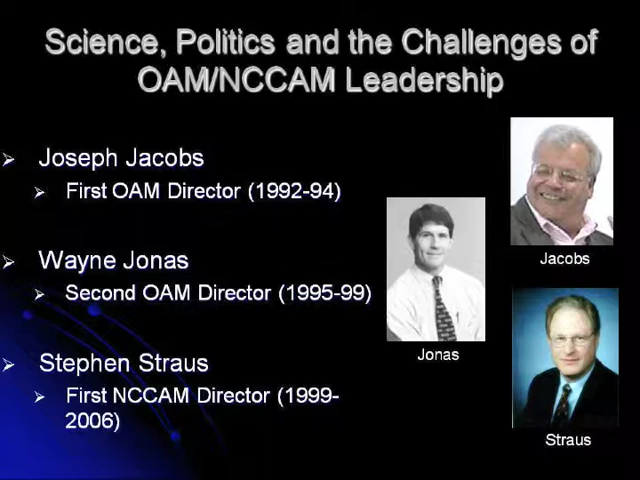 Science, Politics and the Challenges of
OAM/NCCAM Leadership
Joseph Jacobs
First OAM Director (1992-94)
Wayne Jonas
Second OAM Director (1995-99)
Stephen Straus
First NCCAM Director (1999-
2006)
Jacobs
Jonas
Straus